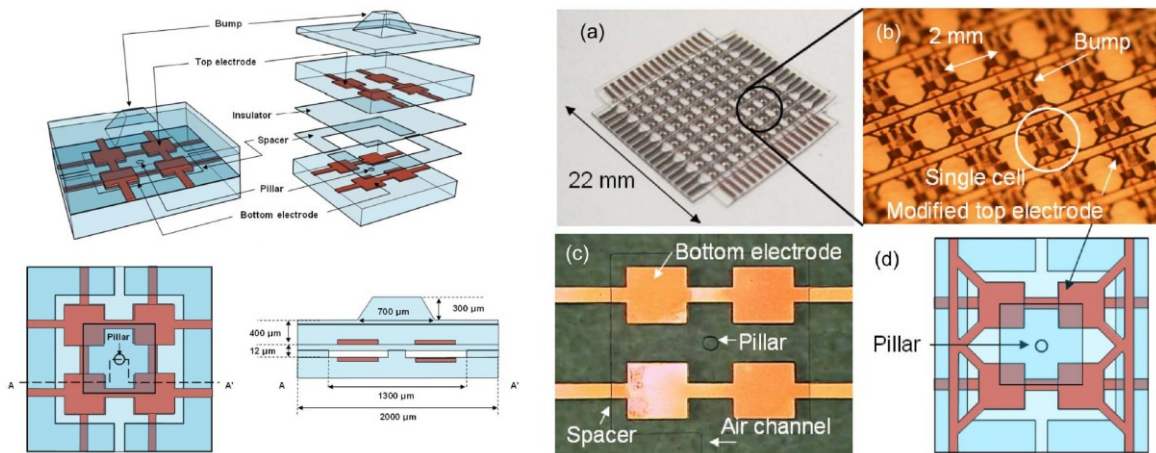 Bump
Top electrode
Insulator
Spacer
Pillar
Bottom electrode
Pillar
A
A'
700 µm
300 µm
400 µm
12 µm
A
A'
1300 µm
2000 µm
(a)
22 mm
(b)
2 mm
Bump
Single cell
Modified top electrode
(c)
Bottom electrode
Pillar
Spacer
Air channel
(d)
Pillar